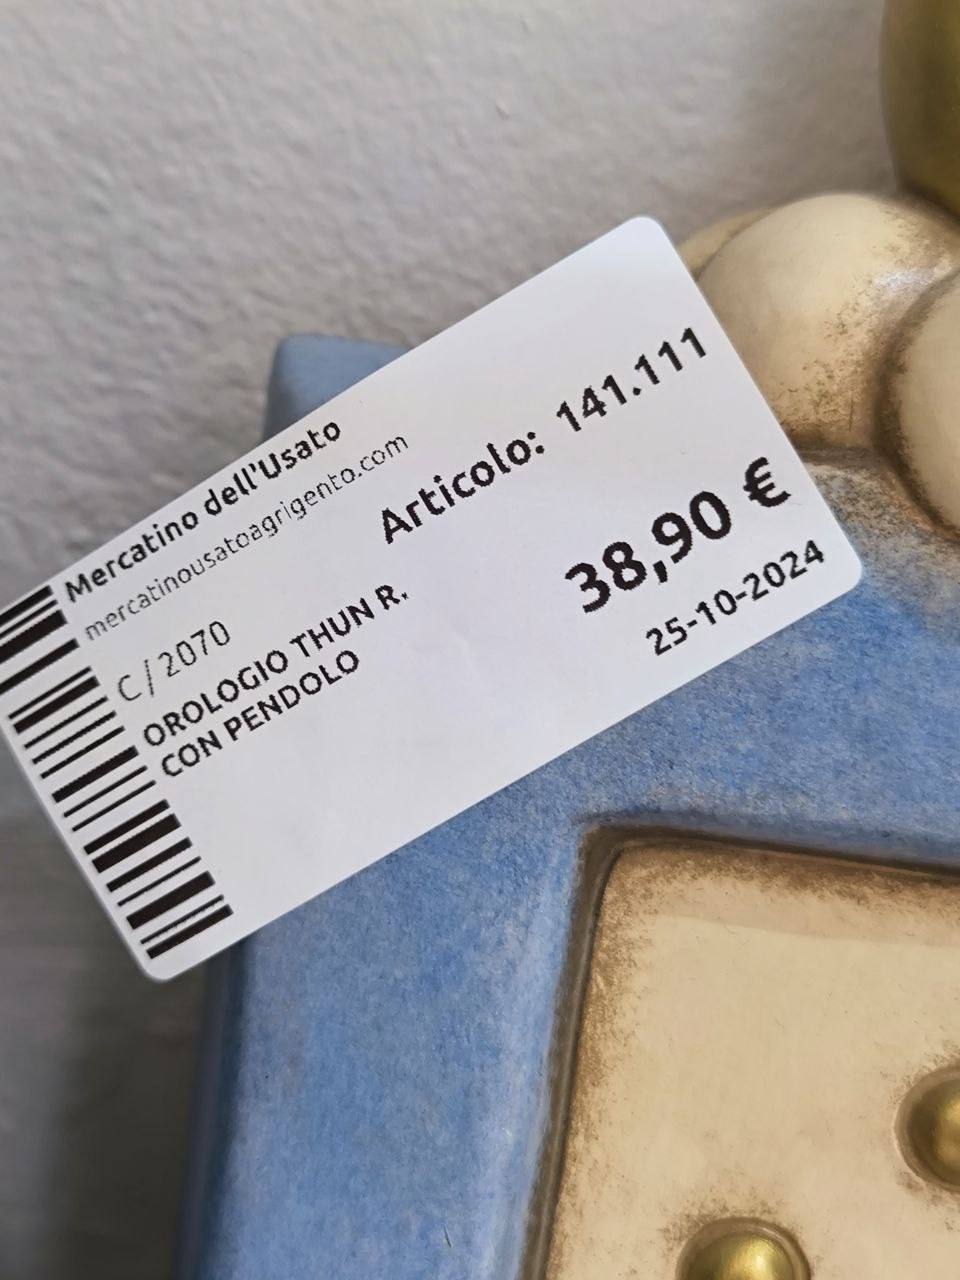 Mercatino dell'Usato
mercatinousatoagrigento.com
Articolo: 141.111
C / 2070
38,90 €
OROLOGIO THUN R.
CON PENDOLO
25-10-2024